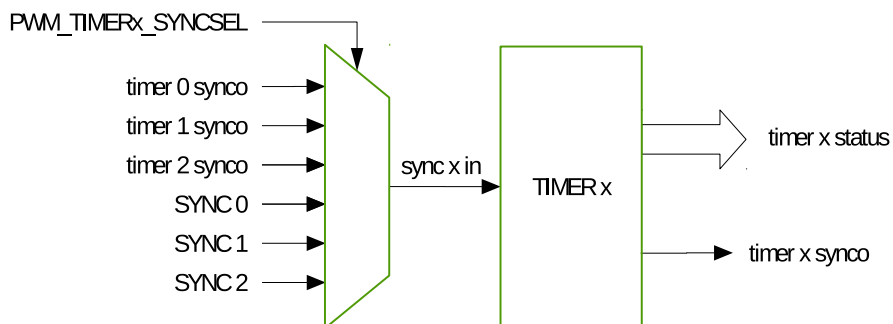 PWM_TIMERx_SYNCSEL
timer 0 synco
timer 1 synco
timer 2 synco
SYNC 0
SYNC 1
SYNC 2
sync x in
TIMER x
timer x status
timer x synco